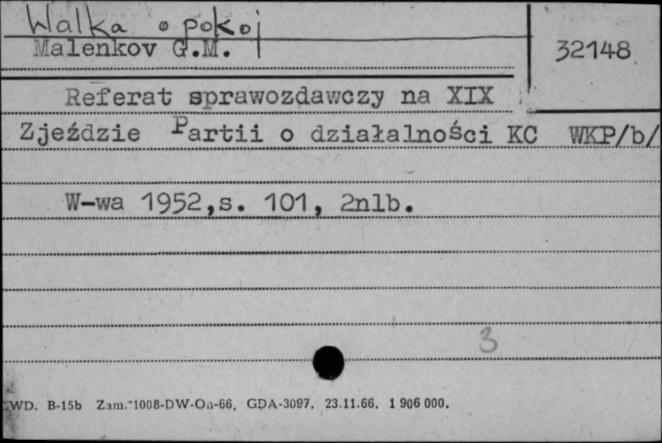 Walka o pokój
Malenkov G.M.
32148
Referat sprawozdawczy na XIX
Zjeździe Partii o działalności KC WKP/b/
W-wa 1952,s. 101, 2nlb.
3
WD. B-15b Zam. 1008-DW-On-66. GDA-3097. 23.11.66. 1 906 000.